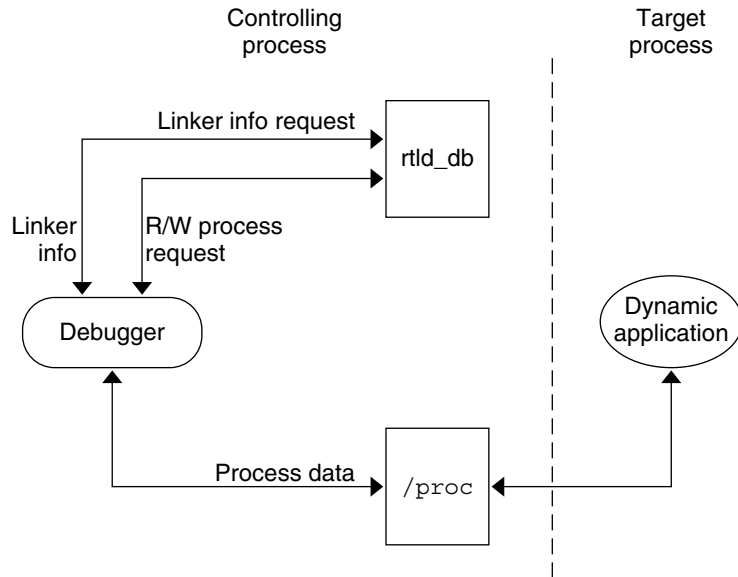 Controlling
process
Target
process
Linker info request
rtld_db
Linker
info
R/W process
request
Debugger
Dynamic
application
Process data
/proc